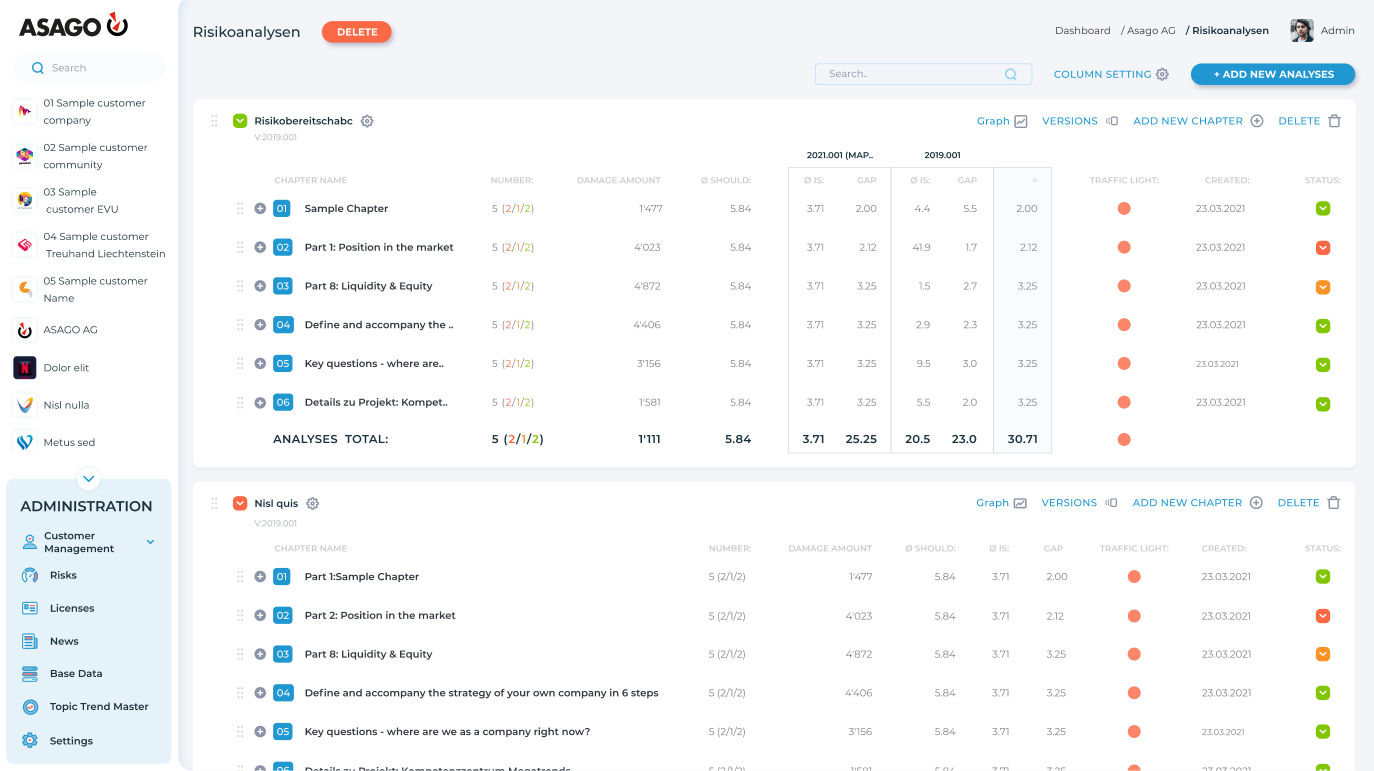 ASAGO
Search
01 Sample customer
company
02 Sample customer
community
03 Sample
customer EVU
04 Sample customer
Treuhand Liechtenstein
05 Sample customer
Name
ASAGO AG
Dolor elit
Nisl nulla
Metus sed
ADMINISTRATION
Customer
Management
Risks
Licenses
News
Base Data
Topic Trend Master
Settings
Risikoanalysen DELETE
Dashboard / Asago AG / Risikoanalysen Admin
Search.. COLUMN SETTING + ADD NEW ANALYSES
Risikobereitschabc Graph VERSIONS ADD NEW CHAPTER DELETE
V:2019.001
2021.001 (MAP.. 2019.001
CHAPTER NAME NUMBER: DAMAGE AMOUNT Ø SHOULD: Ø IS: GAP Ø IS: GAP = TRAFFIC LIGHT: CREATED: STATUS:
01 Sample Chapter 5 (2/1/2) 1'477 5.84 3.71 2.00 4.4 5.5 2.00 23.03.2021
02 Part 1: Position in the market 5 (2/1/2) 4'023 5.84 3.71 2.12 41.9 1.7 2.12 23.03.2021
03 Part 8: Liquidity & Equity 5 (2/1/2) 4'872 5.84 3.71 3.25 1.5 2.7 3.25 23.03.2021
04 Define and accompany the .. 5 (2/1/2) 4'406 5.84 3.71 3.25 2.9 2.3 3.25 23.03.2021
05 Key questions - where are.. 5 (2/1/2) 3'156 5.84 3.71 3.25 9.5 3.0 3.25 23.03.2021
06 Details zu Projekt: Kompet.. 5 (2/1/2) 1'581 5.84 3.71 3.25 5.5 2.0 3.25 23.03.2021
ANALYSES TOTAL: 5 (2/1/2) 1'111 5.84 3.71 25.25 20.5 23.0 30.71
Nisl quis Graph VERSIONS ADD NEW CHAPTER DELETE
V:2019.001
CHAPTER NAME NUMBER: DAMAGE AMOUNT Ø SHOULD: Ø IS: GAP TRAFFIC LIGHT: CREATED: STATUS:
01 Part 1:Sample Chapter 5 (2/1/2) 1'477 5.84 3.71 2.00 23.03.2021
02 Part 2: Position in the market 5 (2/1/2) 4'023 5.84 3.71 2.12 23.03.2021
03 Part 8: Liquidity & Equity 5 (2/1/2) 4'872 5.84 3.71 3.25 23.03.2021
04 Define and accompany the strategy of your own company in 6 steps 5 (2/1/2) 4'406 5.84 3.71 3.25 23.03.2021
05 Key questions - where are we as a company right now? 5 (2/1/2) 3'156 5.84 3.71 3.25 23.03.2021
06 Details zu Projekt: Kompetenzzentrum Megatrends 5 (2/1/2) 1'581 5.84 3.71 3.25 23.03.2021